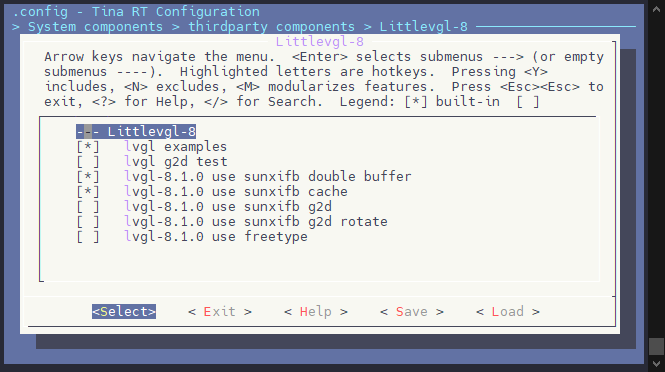 .config - Tina RT Configuration
> System components > thirdparty components > Littlevgl-8
Littlevgl-8
Arrow keys navigate the menu.  <Enter> selects submenus ---> (or empty
submenus ----).  Highlighted letters are hotkeys.  Pressing <Y>
includes, <N> excludes, <M> modularizes features.  Press <Esc><Esc> to
exit, <?> for Help, </> for Search.  Legend: [*] built-in  [ ]
--- Littlevgl-8
[*]   lvgl examples
[ ]   lvgl g2d test
[*]   lvgl-8.1.0 use sunxifb double buffer
[*]   lvgl-8.1.0 use sunxifb cache
[ ]   lvgl-8.1.0 use sunxifb g2d
[ ]   lvgl-8.1.0 use sunxifb g2d rotate
[ ]   lvgl-8.1.0 use freetype
<Select>    < Exit >    < Help >    < Save >    < Load >